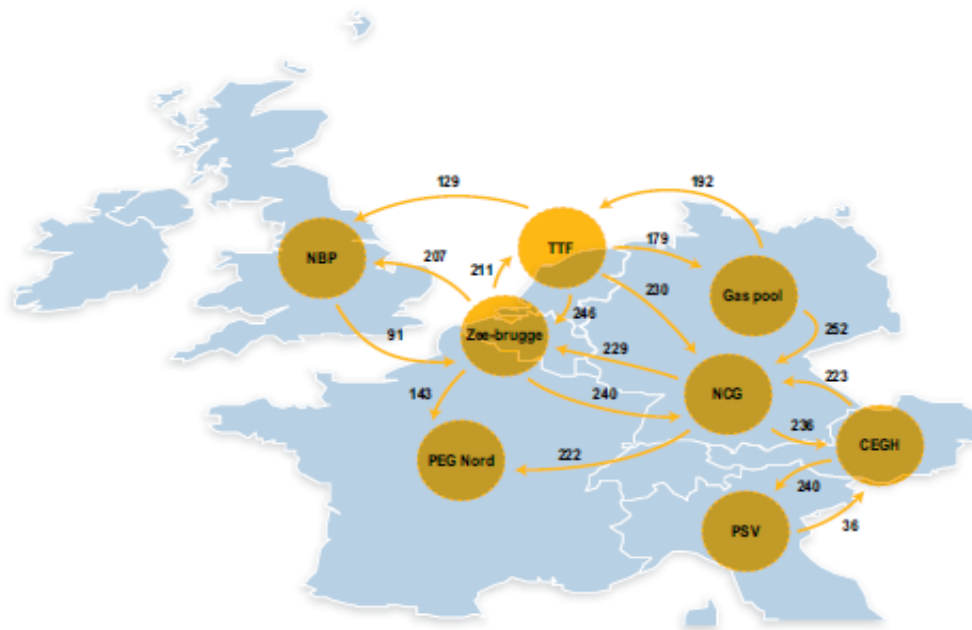 129
192
TTF
179
NBP
207
211
230
Gas pool
246
91
Zee-brugge
252
229
223
143
240
NCG
236
CEGH
PEG Nord
222
240
PSV
36